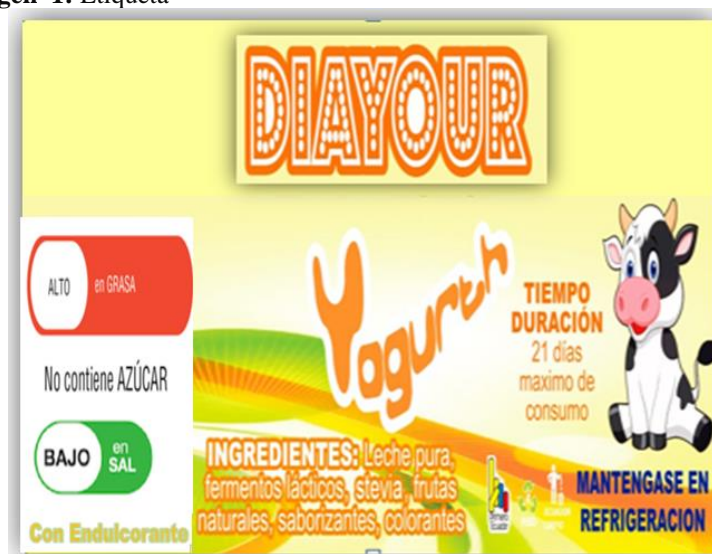 Etiqueta
DIAYOUR
ALTO en GRASA
No contiene AZÚCAR
BAJO en SAL
Con Endulcorante
Yogurth
TIEMPO
DURACIÓN
21 días
maximo de
consumo
INGREDIENTES: Leche pura,
fermentos lácticos, stevia, frutas
naturales, saborizantes, colorantes
MANTENGASE EN
REFRIGERACION